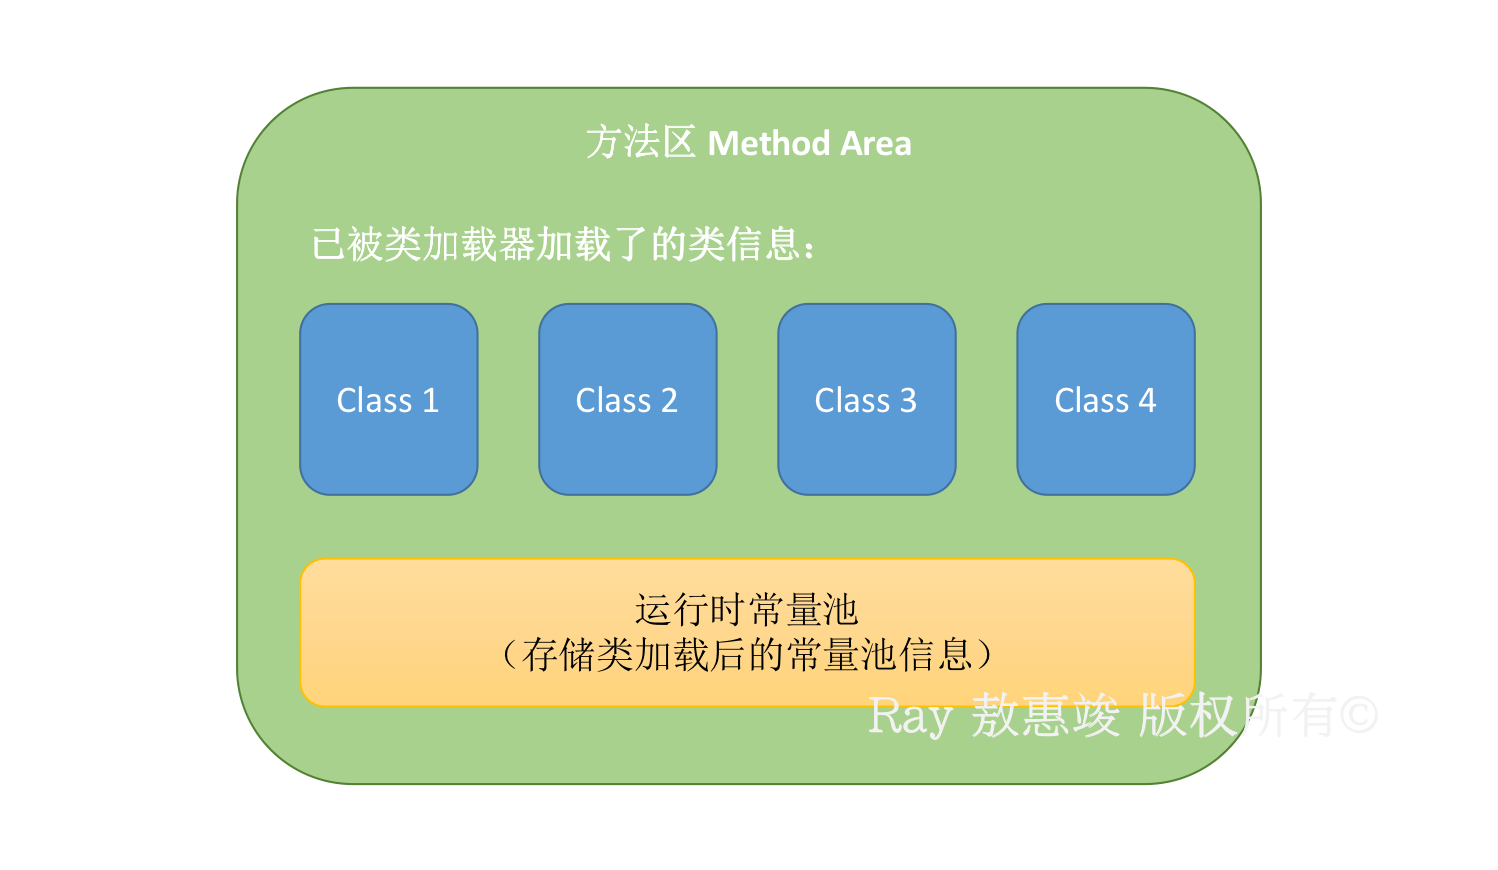 方法区 Method Area
已被类加载器加载了的类信息：
Class 1
Class 2
Class 3
Class 4
运行时常量池
（存储类加载后的常量池信息）
Ray 敖惠竣 版权所有©